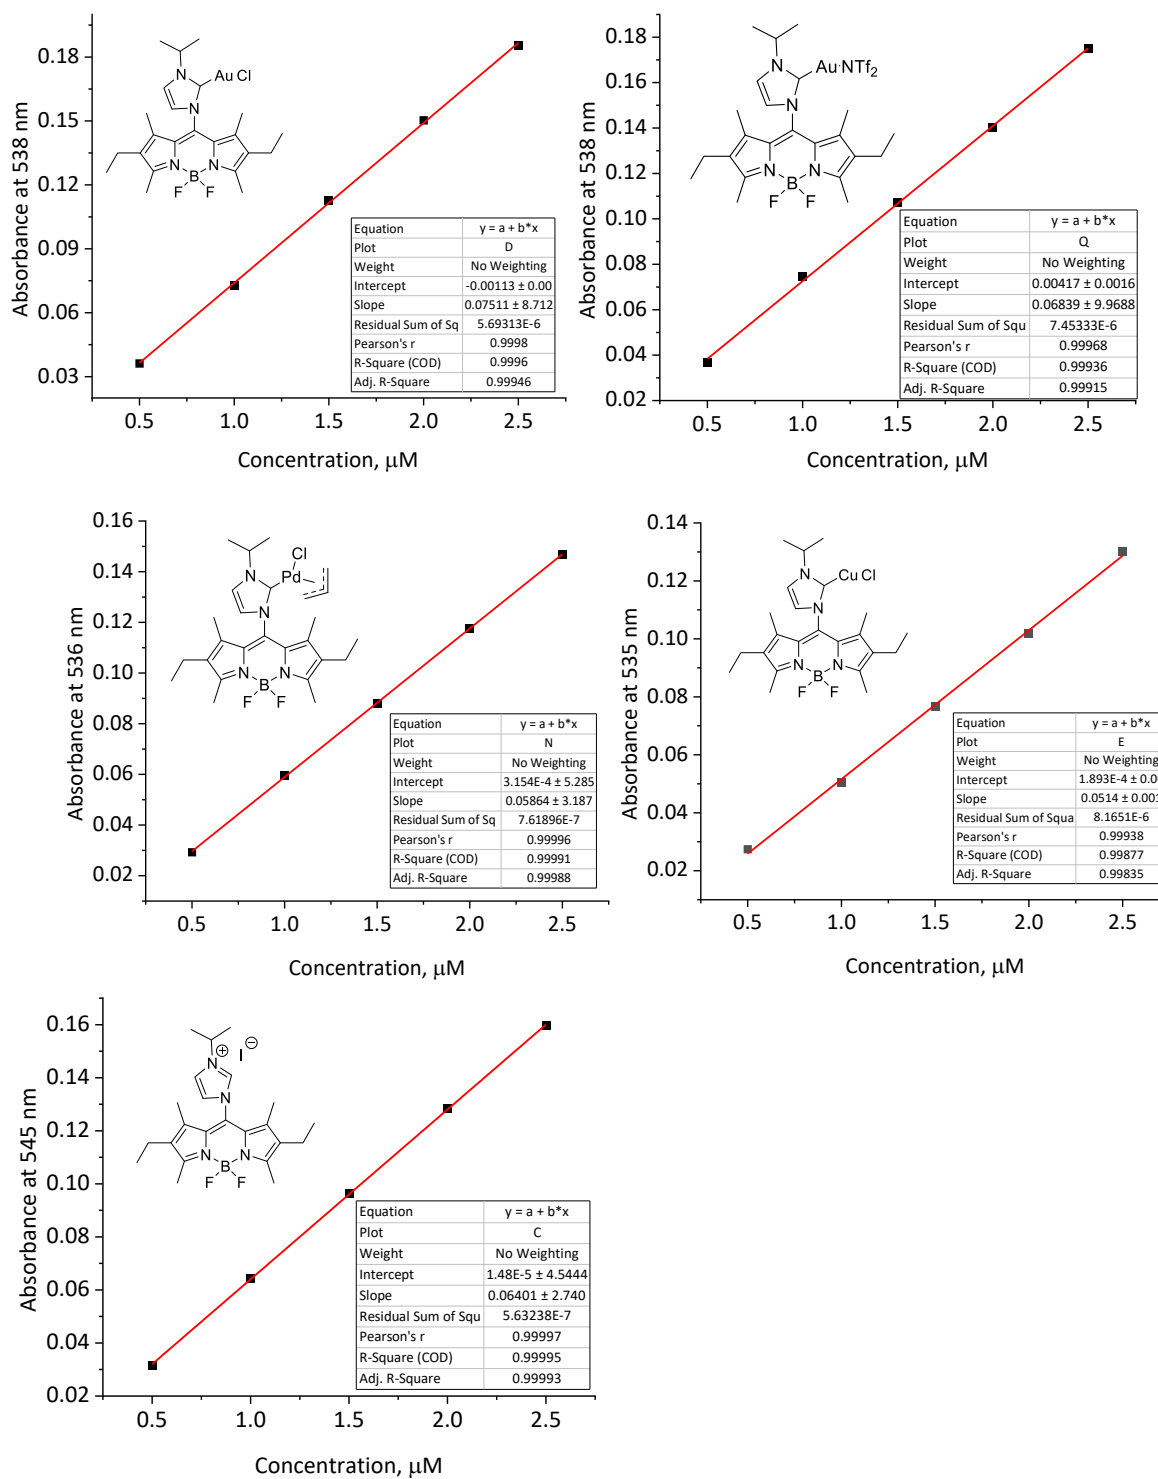 0.18
0.15
0.12
0.09
0.06
0.03
Absorbance at 538 nm
N
Au Cl
N
N
B
N
F
F
Equation y = a + b*x
Plot D
Weight No Weighting
Intercept -0.00113 ± 0.00
Slope 0.07511 ± 8.712
Residual Sum of Sq 5.69313E-6
Pearson's r 0.9998
R-Square (COD) 0.9996
Adj. R-Square 0.99946
0.5 1.0 1.5 2.0 2.5
Concentration, μM
0.18
0.16
0.14
0.12
0.10
0.08
0.06
0.04
0.02
Absorbance at 538 nm
N
Au·NTf2
N
N
B
N
F
F
Equation y = a + b*x
Plot Q
Weight No Weighting
Intercept 0.00417 ± 0.0016
Slope 0.06839 ± 9.9688
Residual Sum of Squ 7.45333E-6
Pearson's r 0.99968
R-Square (COD) 0.99936
Adj. R-Square 0.99915
0.5 1.0 1.5 2.0 2.5
Concentration, μM
0.16
0.14
0.12
0.10
0.08
0.06
0.04
0.02
Absorbance at 536 nm
Cl
N
Pd
N
N
B
N
F
F
Equation y = a + b*x
Plot N
Weight No Weighting
Intercept 3.154E-4 ± 5.285
Slope 0.05864 ± 3.187
Residual Sum of Sq 7.61896E-7
Pearson's r 0.99996
R-Square (COD) 0.99991
Adj. R-Square 0.99988
0.5 1.0 1.5 2.0 2.5
Concentration, μM
0.14
0.12
0.10
0.08
0.06
0.04
0.02
Absorbance at 535 nm
N
Cu Cl
N
N
B
N
F
F
Equation y = a + b*x
Plot E
Weight No Weighting
Intercept 1.893E-4 ± 0.0
Slope 0.0514 ± 0.001
Residual Sum of Squa 8.1651E-6
Pearson's r 0.99938
R-Square (COD) 0.99877
Adj. R-Square 0.99835
0.5 1.0 1.5 2.0 2.5
Concentration, μM
0.16
0.14
0.12
0.10
0.08
0.06
0.04
0.02
Absorbance at 545 nm
N
+
I
−
N
N
B
N
F
F
Equation y = a + b*x
Plot C
Weight No Weighting
Intercept 1.48E-5 ± 4.5444
Slope 0.06401 ± 2.740
Residual Sum of Squ 5.63238E-7
Pearson's r 0.99997
R-Square (COD) 0.99995
Adj. R-Square 0.99993
0.5 1.0 1.5 2.0 2.5
Concentration, μM